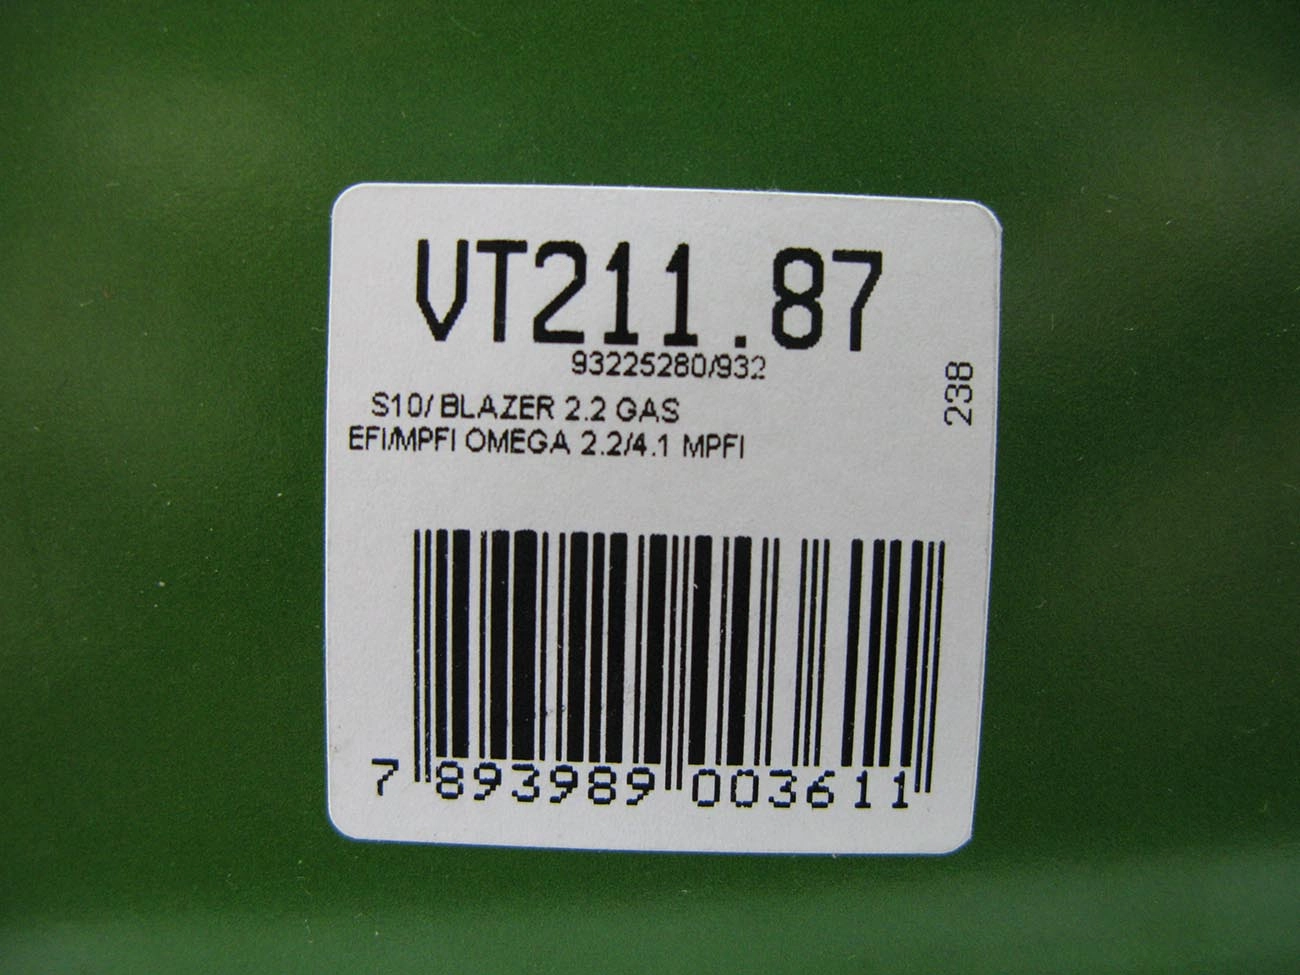 VT211.87
93225280/932
238
S10/ BLAZER 2.2 GAS
EFI/MPFI OMEGA 2.2/4.1 MPFI
7 893989 003611